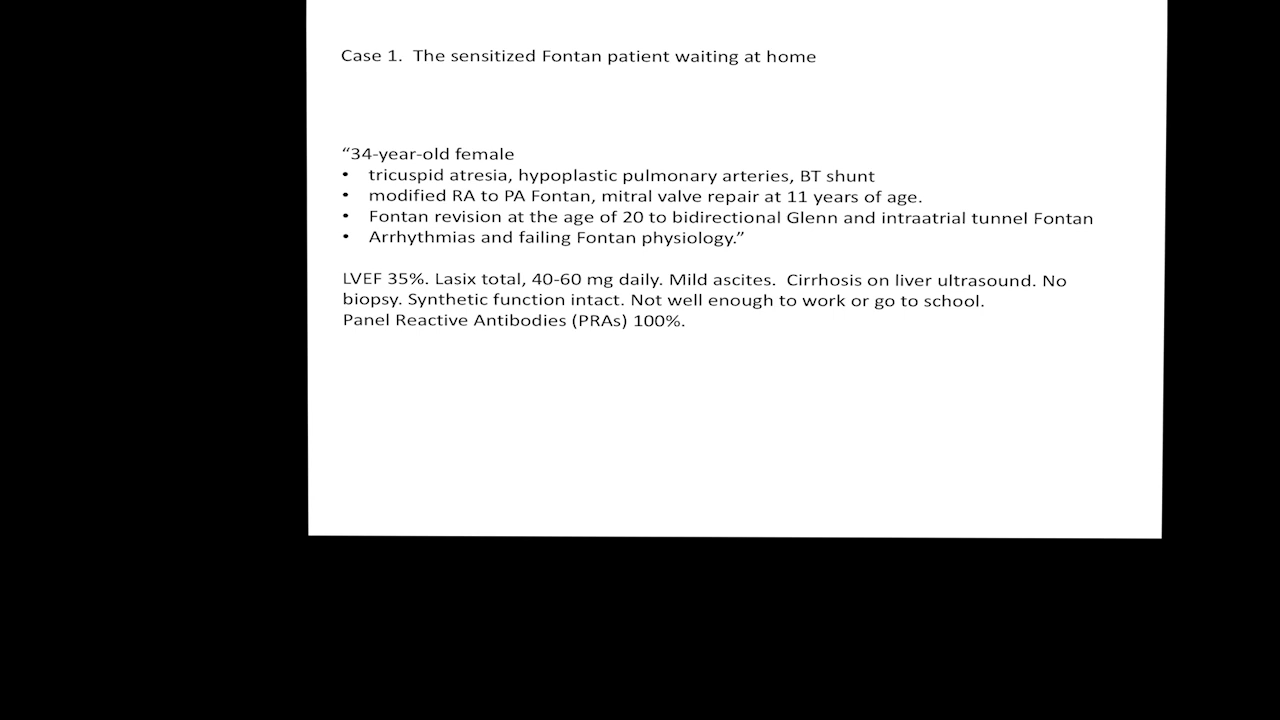 Case 1.  The sensitized Fontan patient waiting at home
“34-year-old female
• tricuspid atresia, hypoplastic pulmonary arteries, BT shunt
• modified RA to PA Fontan, mitral valve repair at 11 years of age.
• Fontan revision at the age of 20 to bidirectional Glenn and intraatrial tunnel Fontan
• Arrhythmias and failing Fontan physiology.”
LVEF 35%. Lasix total, 40-60 mg daily. Mild ascites.  Cirrhosis on liver ultrasound. No
biopsy. Synthetic function intact. Not well enough to work or go to school.
Panel Reactive Antibodies (PRAs) 100%.